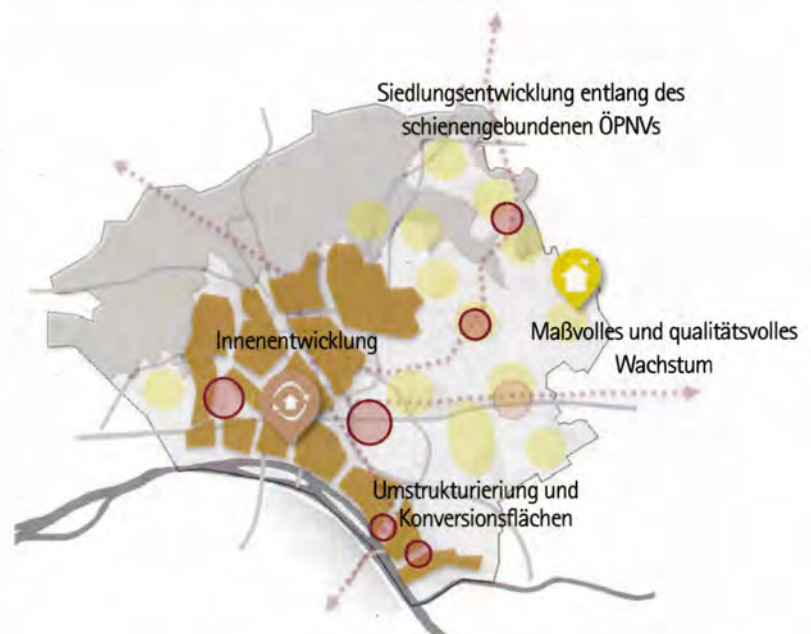 Siedlungsentwicklung entlang des
schienengebundenen ÖPNVs
Innenentwicklung
Maßvolles und qualitätsvolles
Wachstum
Umstrukturieriung und
Konversionsflächen